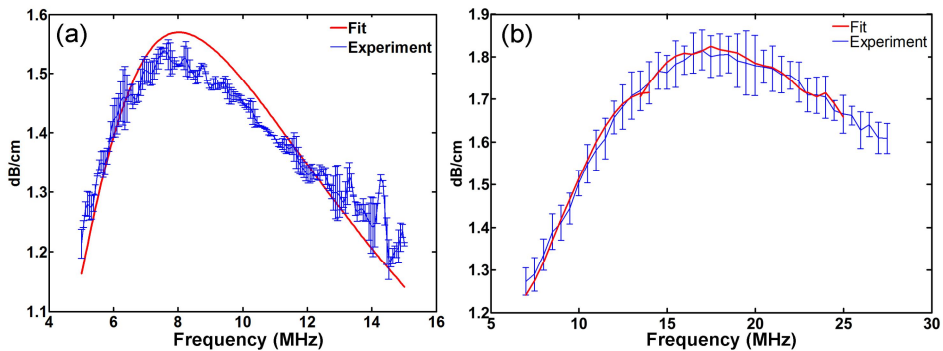 (a)
Fit
Experiment
1.6
1.5
1.4
1.3
1.2
1.1
dB/cm
4 6 8 10 12 14 16
Frequency (MHz)
(b)
Fit
Experiment
1.9
1.8
1.7
1.6
1.5
1.4
1.3
1.2
dB/cm
5 10 15 20 25 30
Frequency (MHz)